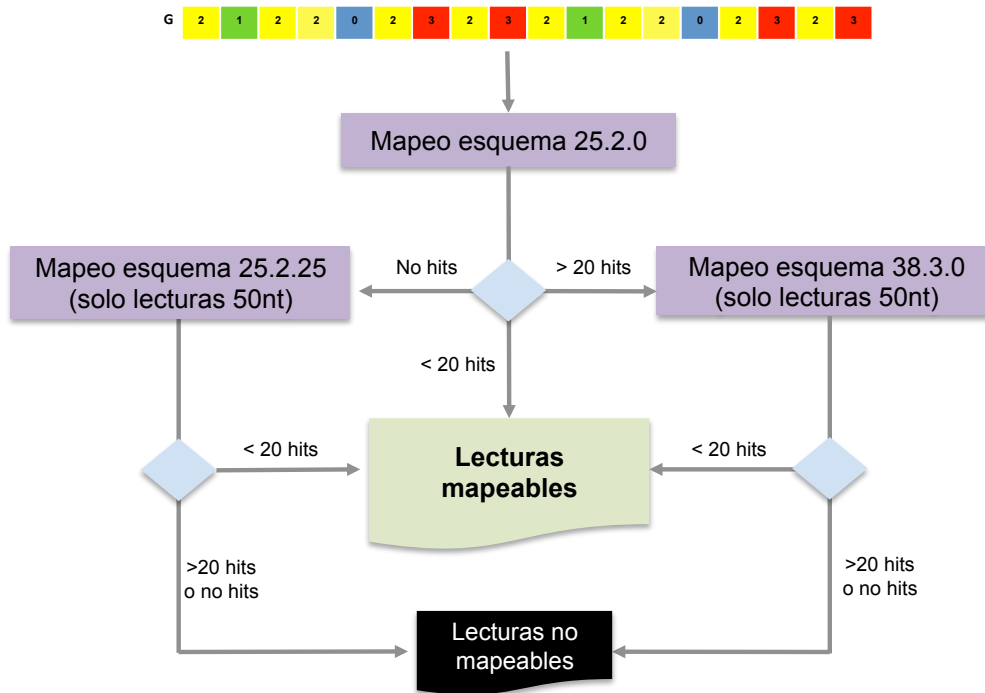 G 2 1 2 2 0 2 3 2 3 2 1 2 2 0 2 3 2 3
Mapeo esquema 25.2.0
Mapeo esquema 25.2.25
(solo lecturas 50nt)
No hits
> 20 hits
Mapeo esquema 38.3.0
(solo lecturas 50nt)
< 20 hits
< 20 hits
Lecturas
mapeables
< 20 hits
>20 hits
o no hits
>20 hits
o no hits
Lecturas no
mapeables